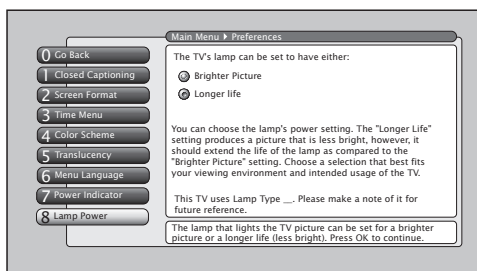 Main Menu ▶ Preferences
0 Go Back
1 Closed Captioning
2 Screen Format
3 Time Menu
4 Color Scheme
5 Translucency
6 Menu Language
7 Power Indicator
8 Lamp Power
The TV's lamp can be set to have either:
Brighter Picture
Longer life
You can choose the lamp's power setting. The "Longer Life"
setting produces a picture that is less bright, however, it
should extend the life of the lamp as compared to the
"Brighter Picture" setting. Choose a selection that best fits
your viewing environment and intended usage of the TV.
This TV uses Lamp Type __. Please make a note of it for
future reference.
The lamp that lights the TV picture can be set for a brighter
picture or a longer life (less bright). Press OK to continue.